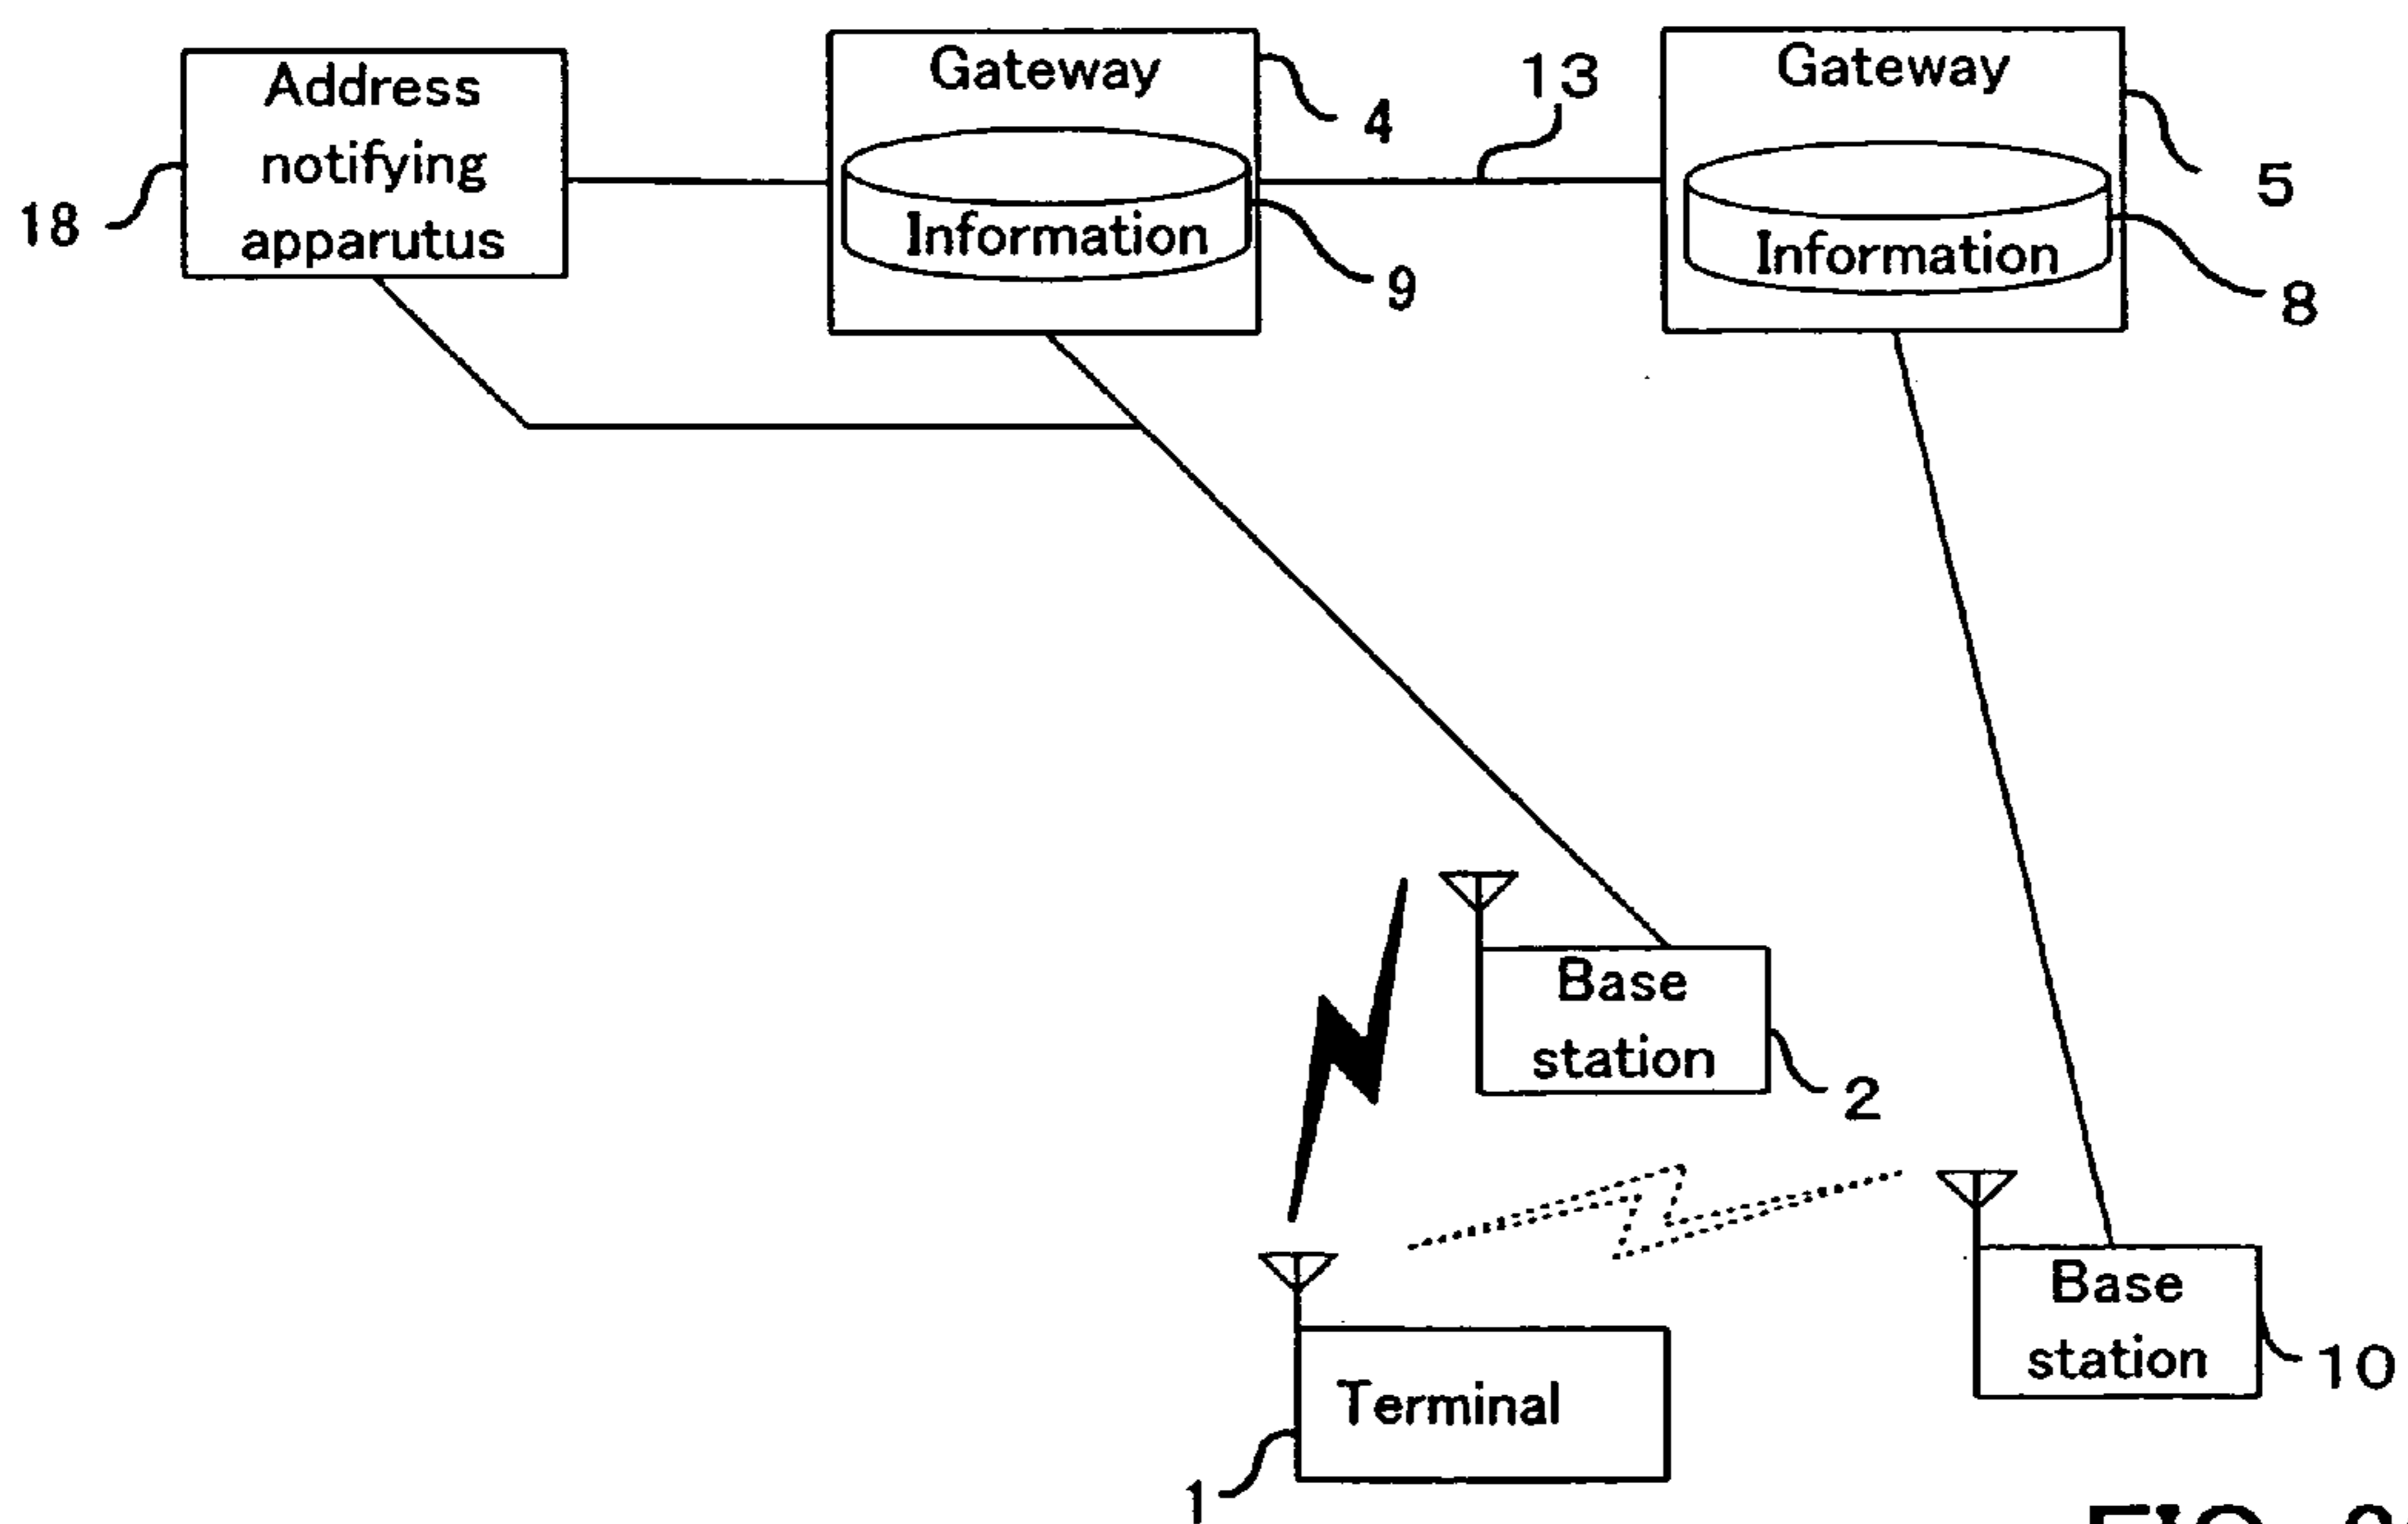 Address
notifying
apparutus
18
Gateway
4
Information
9
13
Gateway
5
Information
8
Base
station
2
Base
station
10
Terminal
1